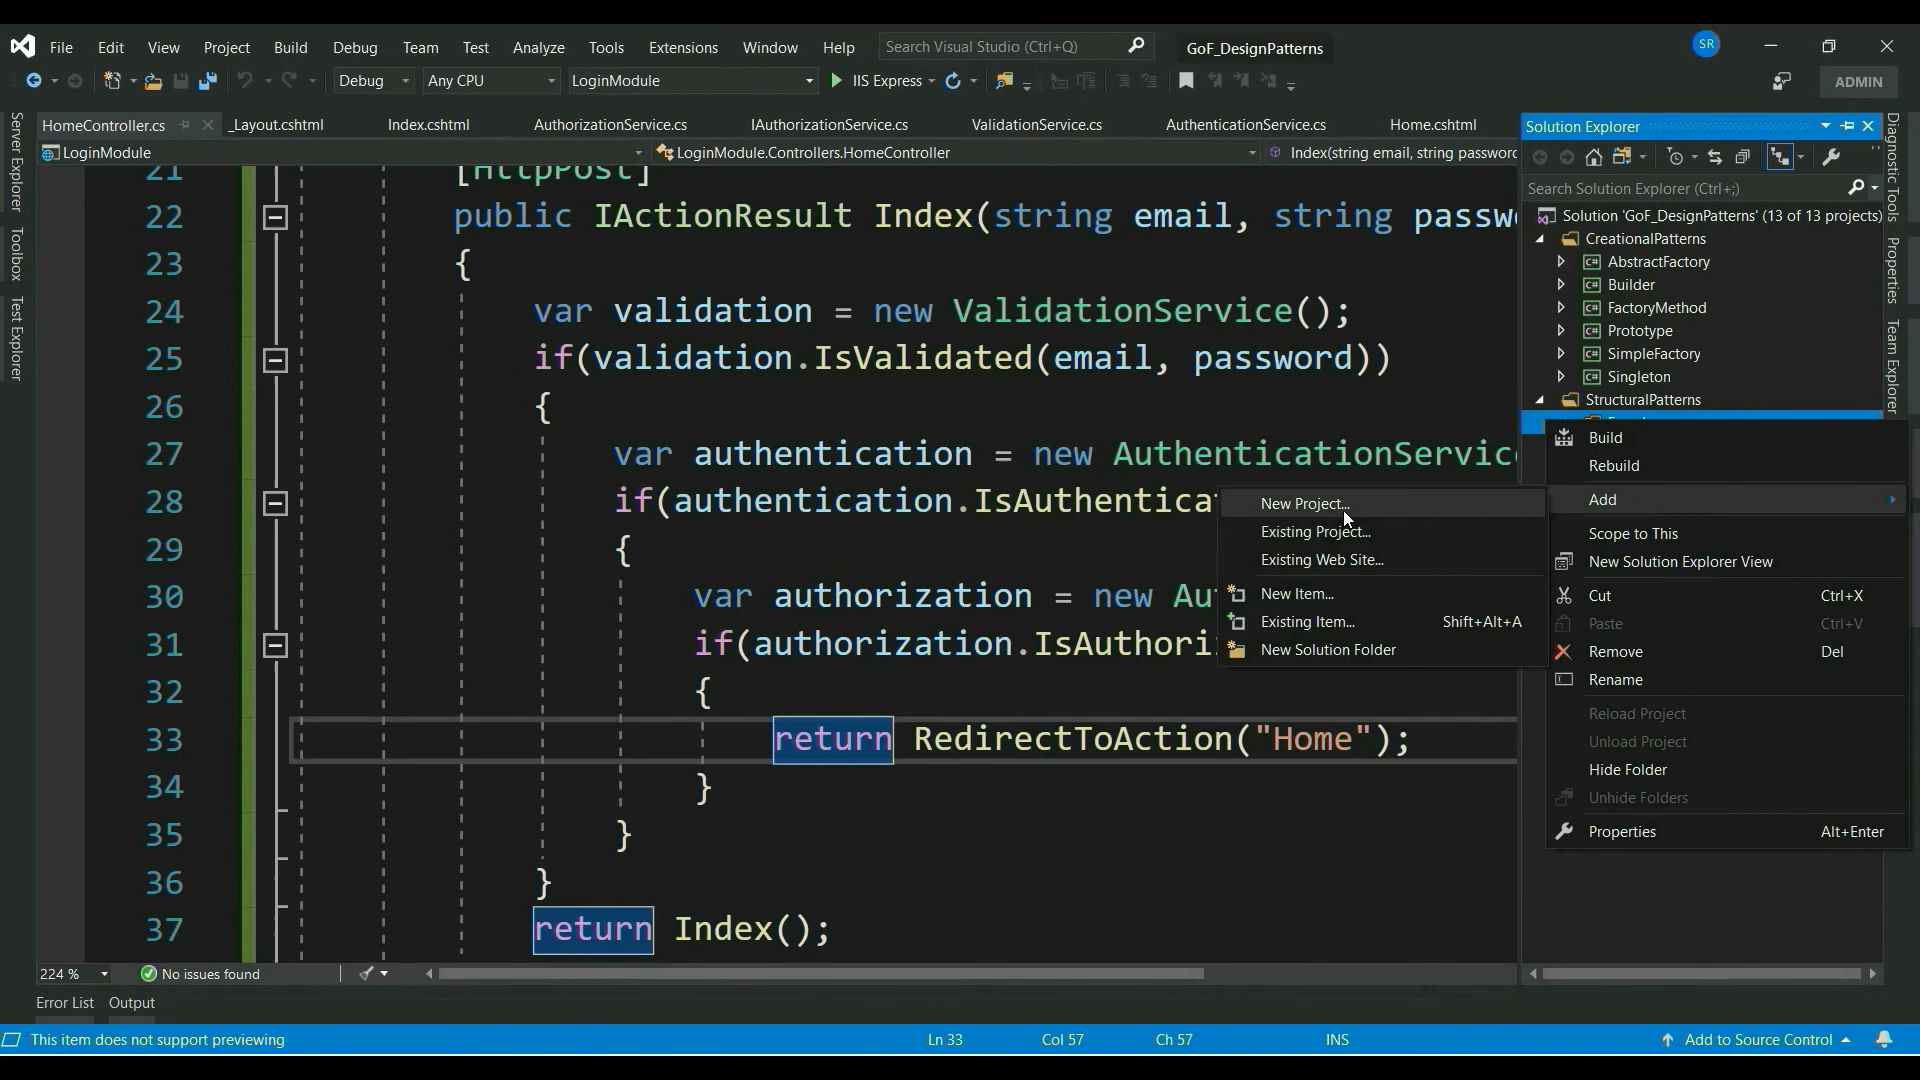 File Edit View Project Build Debug Team Test Analyze Tools Extensions Window Help Search Visual Studio (Ctrl+Q) GoF_DesignPatterns SR
Debug Any CPU LoginModule IIS Express ADMIN
HomeController.cs _Layout.cshtml Index.cshtml AuthorizationService.cs IAuthorizationService.cs ValidationService.cs AuthenticationService.cs Home.cshtml
LoginModule LoginModule.Controllers.HomeController Index(string email, string password
Server Explorer
Toolbox
Test Explorer
21 [HttpPost]
22 public IActionResult Index(string email, string passwo
23 {
24 var validation = new ValidationService();
25 if(validation.IsValidated(email, password))
26 {
27 var authentication = new AuthenticationService
28 if(authentication.IsAuthentica
29 {
30 var authorization = new Au
31 if(authorization.IsAuthori
32 {
33 return RedirectToAction("Home");
34 }
35 }
36 }
37 return Index();
224 % No issues found
Error List Output
Solution Explorer
Search Solution Explorer (Ctrl+;)
Solution 'GoF_DesignPatterns' (13 of 13 projects)
CreationalPatterns
AbstractFactory
Builder
FactoryMethod
Prototype
SimpleFactory
Singleton
StructuralPatterns
Build
Rebuild
Add
Scope to This
New Solution Explorer View
Cut Ctrl+X
Paste Ctrl+V
Remove Del
Rename
Reload Project
Unload Project
Hide Folder
Unhide Folders
Properties Alt+Enter
New Project...
Existing Project...
Existing Web Site...
New Item...
Existing Item... Shift+Alt+A
New Solution Folder
Diagnostic Tools
Properties
Team Explorer
This item does not support previewing Ln 33 Col 57 Ch 57 INS Add to Source Control